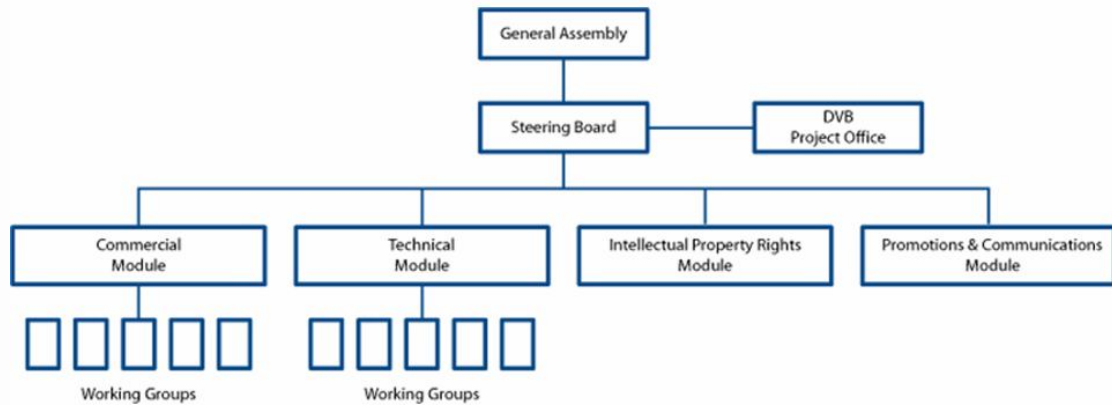 General Assembly
Steering Board
DVB
Project Office
Commercial
Module
Technical
Module
Intellectual Property Rights
Module
Promotions & Communications
Module
Working Groups
Working Groups